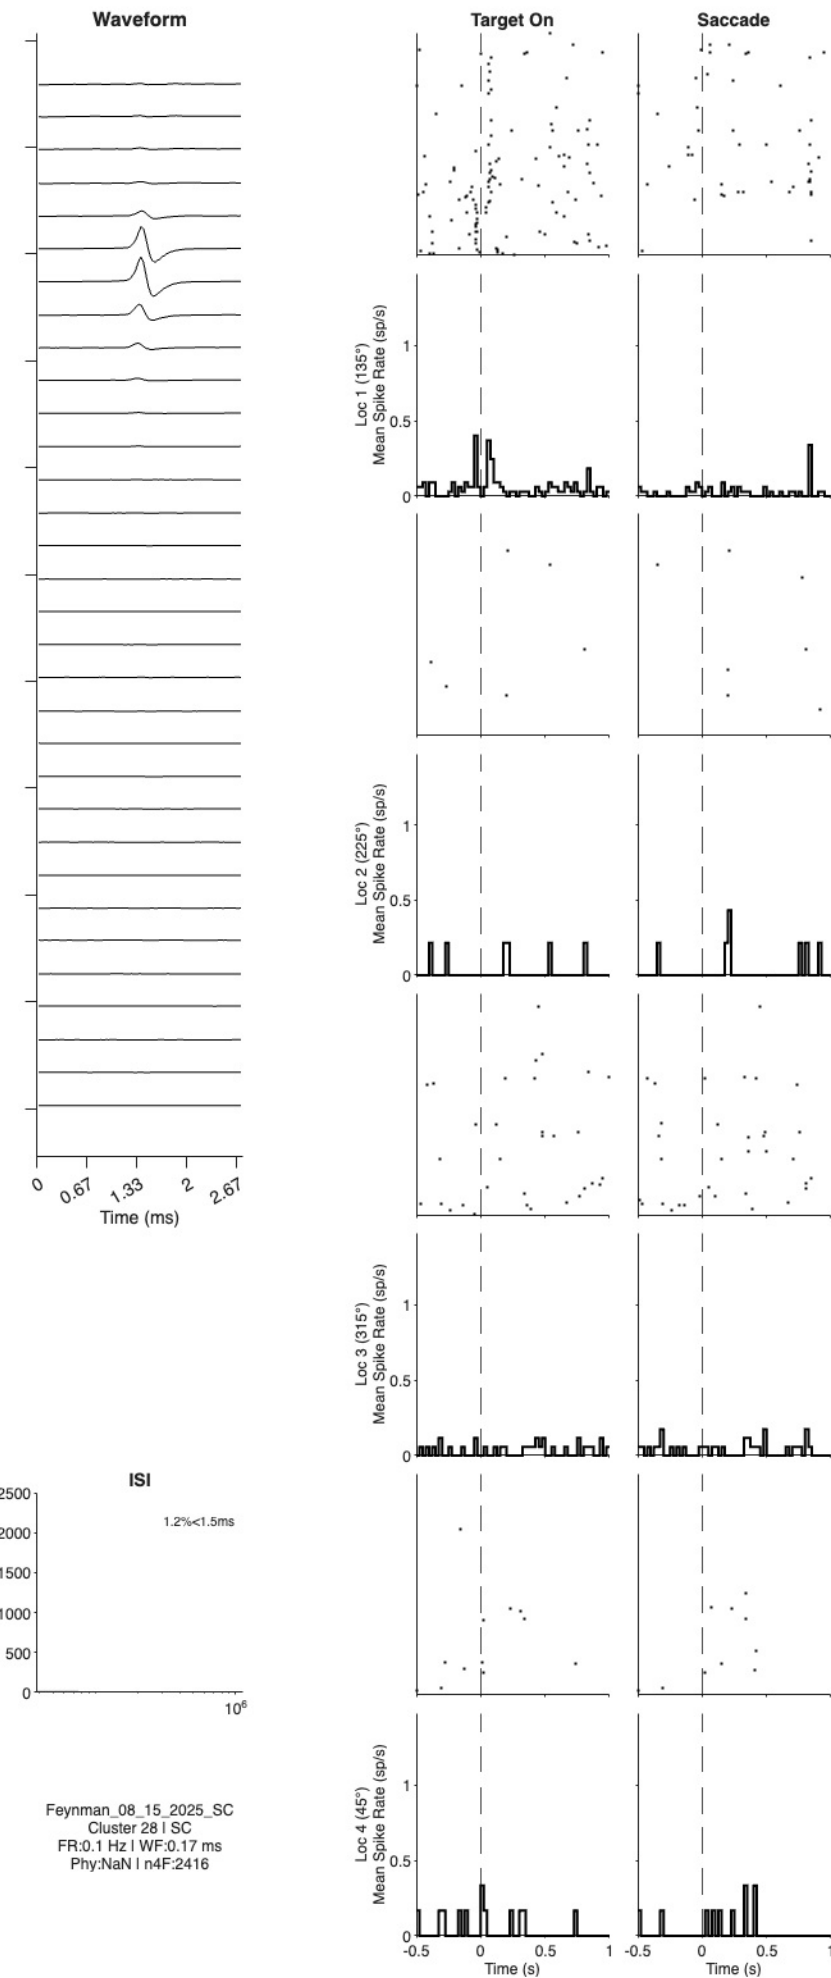 Waveform
Target On
Saccade
Loc 1 (135°)
Mean Spike Rate (sp/s)
1
0.5
0
Loc 2 (225°)
Mean Spike Rate (sp/s)
1
0.5
0
0
0.67
1.33
2
2.67
Time (ms)
Loc 3 (315°)
Mean Spike Rate (sp/s)
1
0.5
0
ISI
2500
2000
1500
1000
500
0
1.2%<1.5ms
10⁶
Feynman_08_15_2025_SC
Cluster 28 | SC
FR:0.1 Hz | WF:0.17 ms
Phy:NaN | n4F:2416
Loc 4 (45°)
Mean Spike Rate (sp/s)
1
0.5
0
-0.5 0 0.5 1
Time (s)
-0.5 0 0.5 1
Time (s)